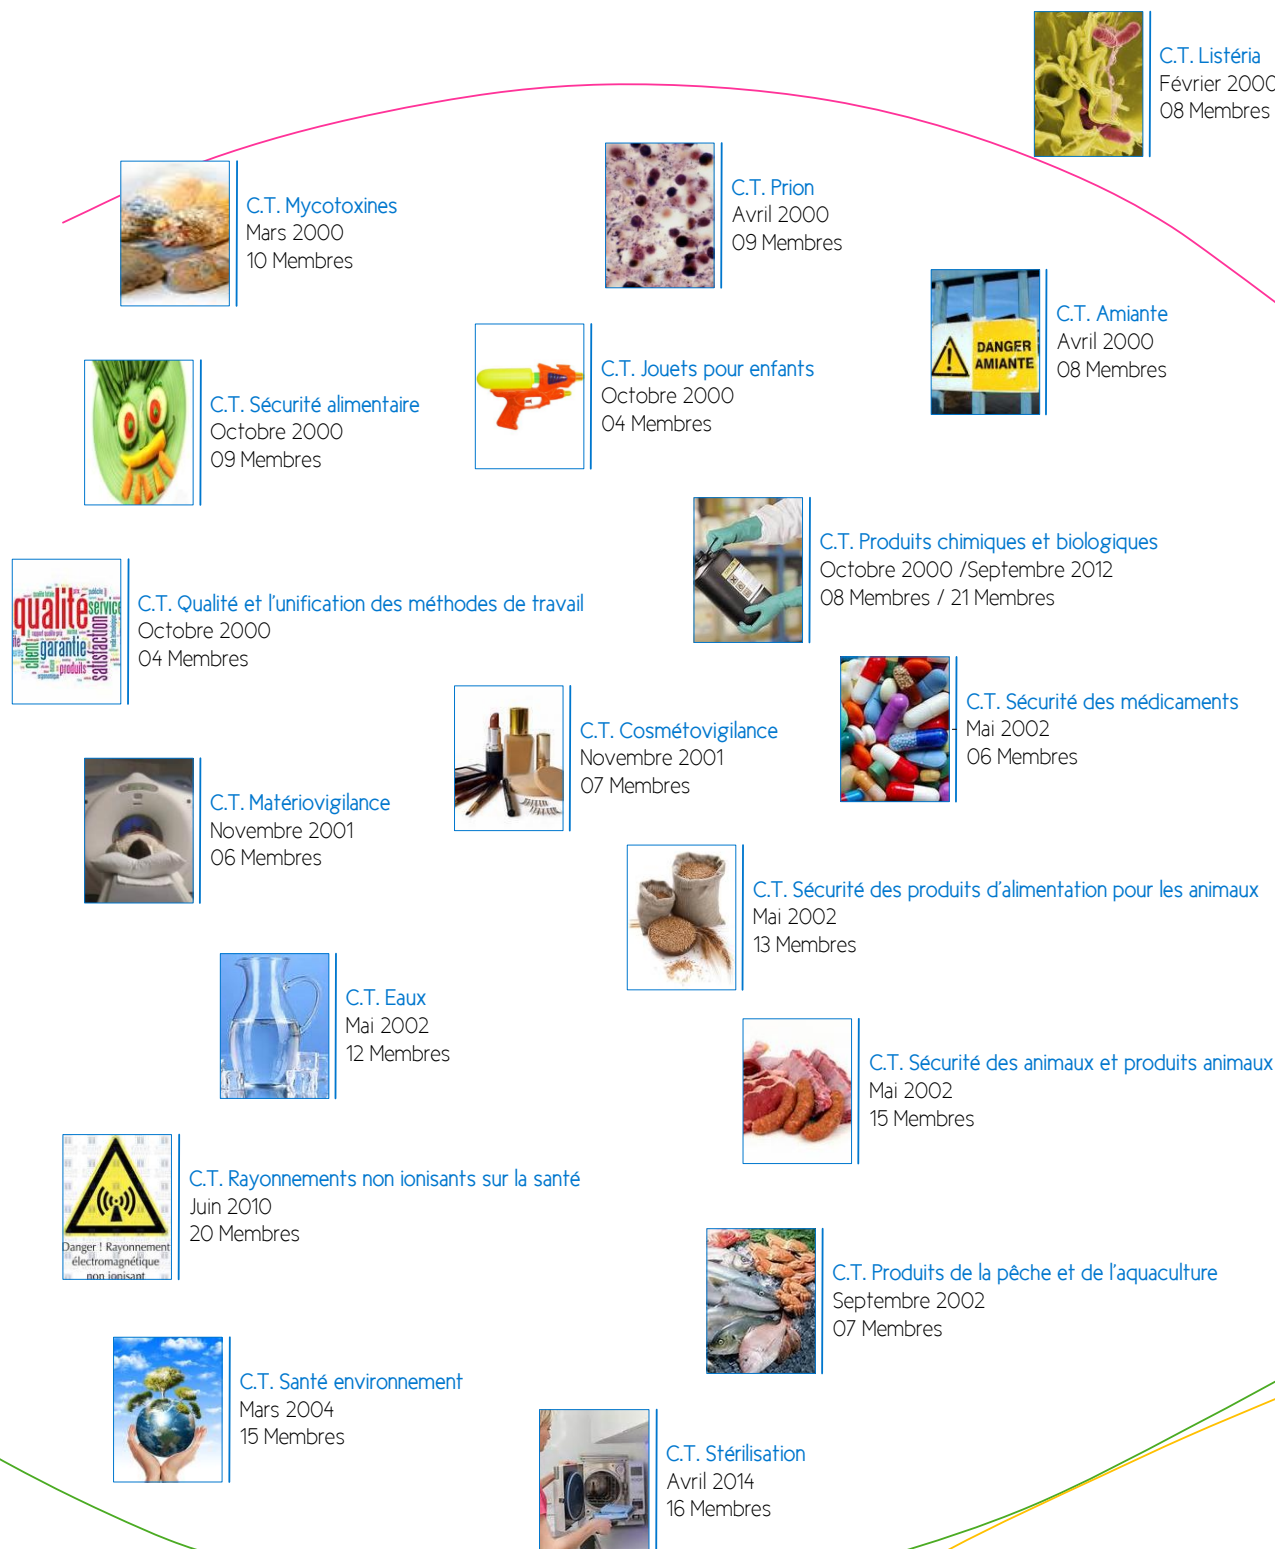 C.T. Listéria
Février 2000
08 Membres
C.T. Mycotoxines
Mars 2000
10 Membres
C.T. Prion
Avril 2000
09 Membres
C.T. Amiante
Avril 2000
08 Membres
DANGER
AMIANTE
C.T. Jouets pour enfants
Octobre 2000
04 Membres
C.T. Sécurité alimentaire
Octobre 2000
09 Membres
C.T. Produits chimiques et biologiques
Octobre 2000 /Septembre 2012
08 Membres / 21 Membres
qualité
service
client
garantie
produits
satisfaction
C.T. Qualité et l'unification des méthodes de travail
Octobre 2000
04 Membres
C.T. Sécurité des médicaments
Mai 2002
06 Membres
C.T. Cosmétovigilance
Novembre 2001
07 Membres
C.T. Matériovigilance
Novembre 2001
06 Membres
C.T. Sécurité des produits d'alimentation pour les animaux
Mai 2002
13 Membres
C.T. Eaux
Mai 2002
12 Membres
C.T. Sécurité des animaux et produits animaux
Mai 2002
15 Membres
C.T. Rayonnements non ionisants sur la santé
Juin 2010
20 Membres
Danger ! Rayonnement
électromagnétique
non ionisant
C.T. Produits de la pêche et de l'aquaculture
Septembre 2002
07 Membres
C.T. Santé environnement
Mars 2004
15 Membres
C.T. Stérilisation
Avril 2014
16 Membres